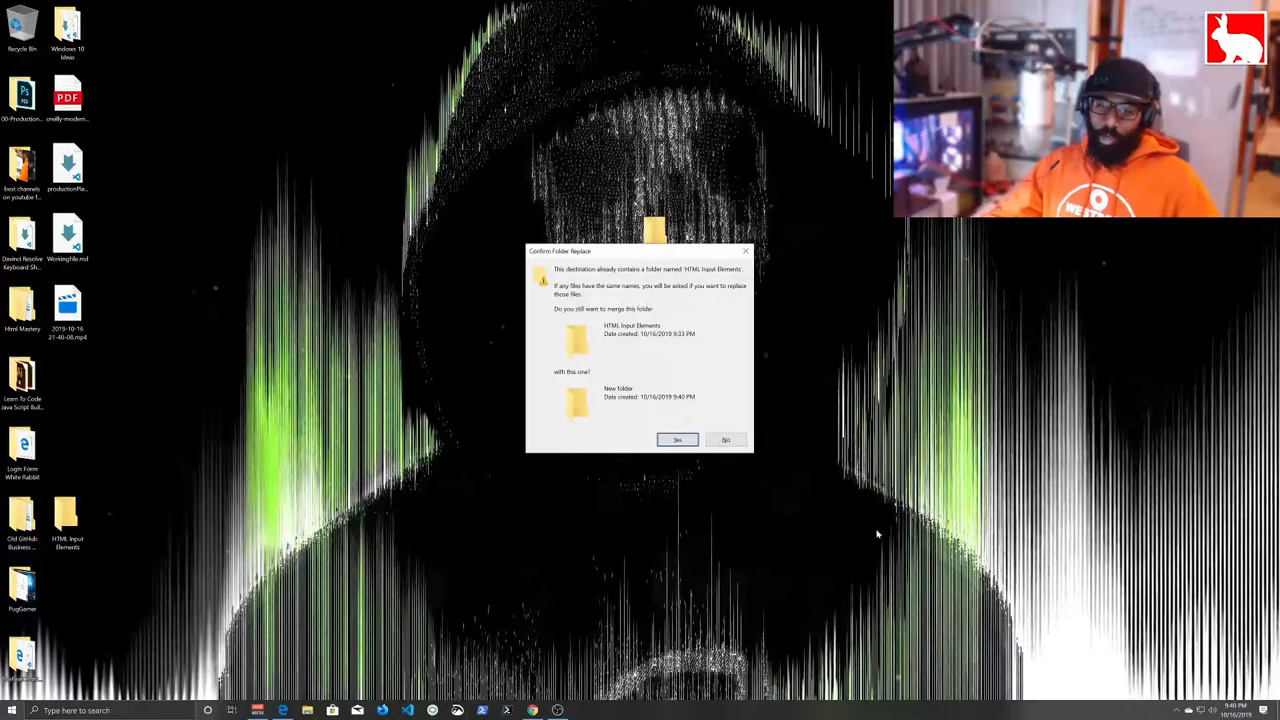 Recycle Bin
Windows 10
Ideas
Ps
PSD
PDF
00-Production...
oreilly-modern...
best channels
on youtube f...
productionPla...
Davinci Resolve
Keyboard Sh...
WorkingFile.md
Html Mastery
2019-10-16
21-40-08.mp4
Learn To Code
Java Script Buil...
Login Form
White Rabbit
Old GitHub
Business ...
HTML Input
Elements
PugGamer
Confirm Folder Replace
This destination already contains a folder named 'HTML Input Elements'.
If any files have the same names, you will be asked if you want to replace
those files.
Do you still want to merge this folder
HTML Input Elements
Date created: 10/16/2019 9:33 PM
with this one?
New folder
Date created: 10/16/2019 9:40 PM
Yes
No
Type here to search
9:40 PM
10/16/2019